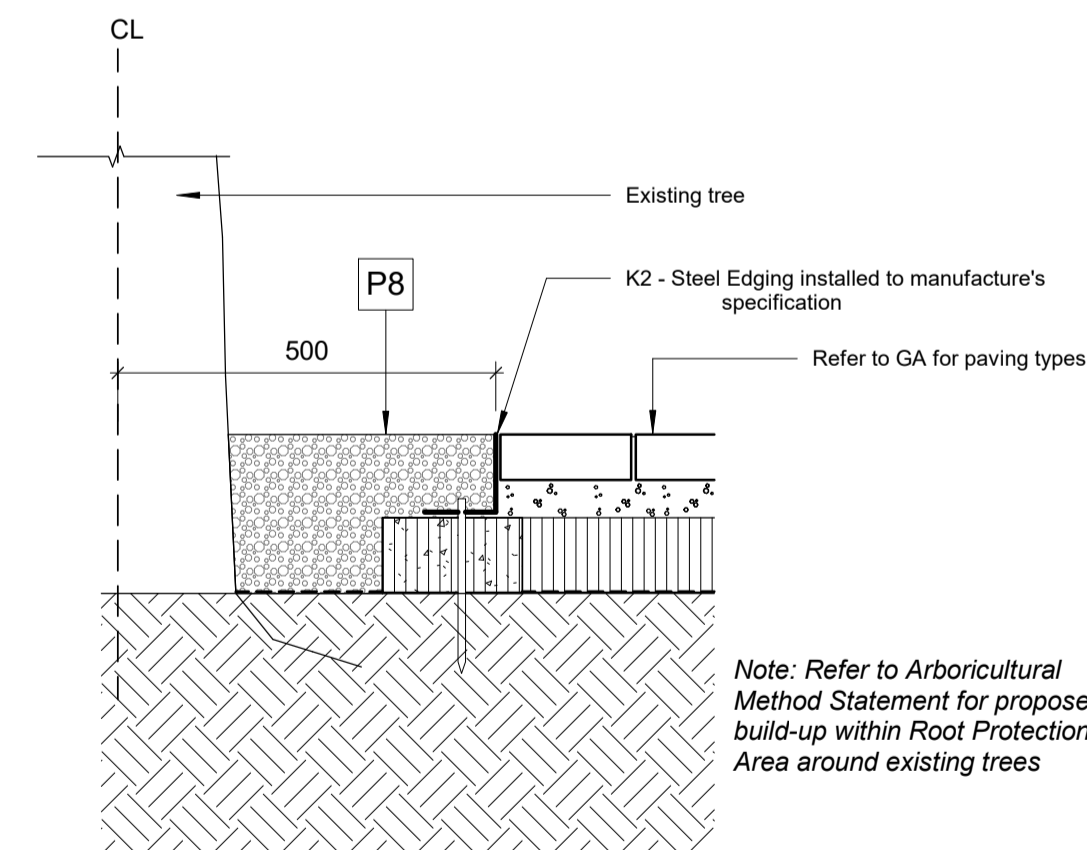 CL
Existing tree
P8
K2 - Steel Edging installed to manufacture's
specification
500
Refer to GA for paving types
Note: Refer to Arboricultural
Method Statement for propose
build-up within Root Protection
Area around existing trees